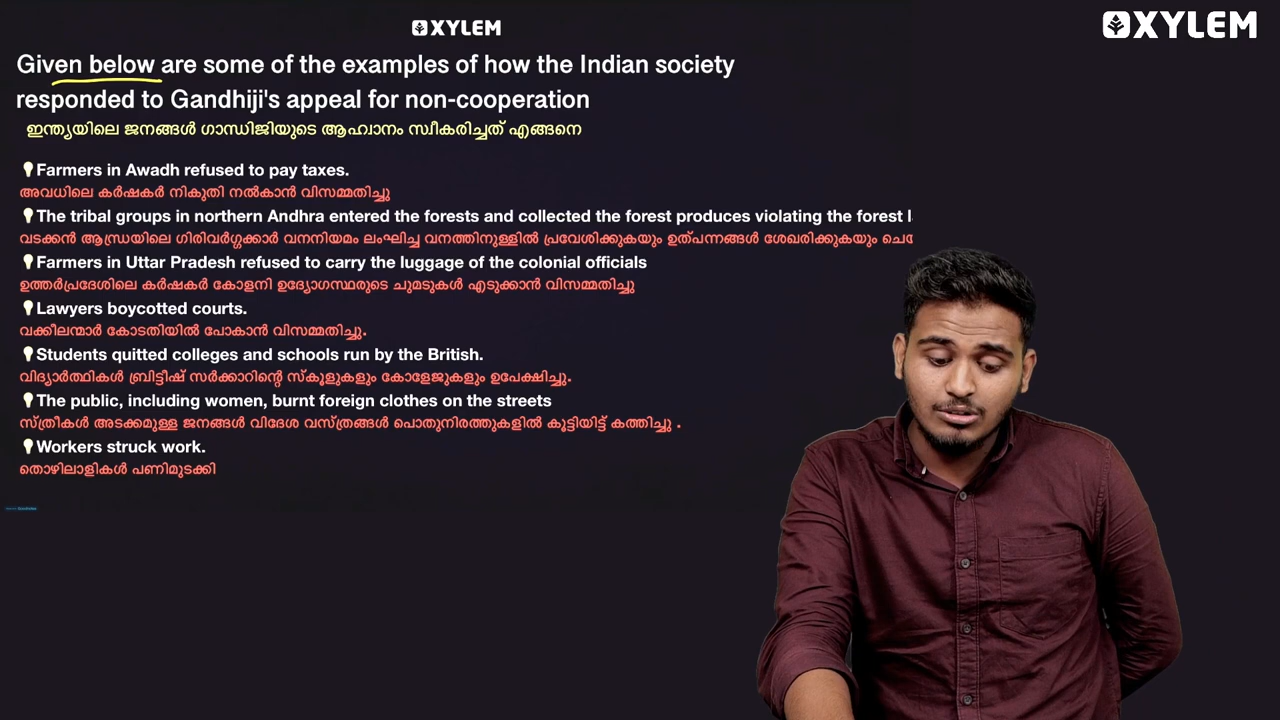 XYLEM
XYLEM
Given below are some of the examples of how the Indian society
responded to Gandhiji's appeal for non-cooperation
ഇന്ത്യയിലെ ജനങ്ങൾ ഗാന്ധിജിയുടെ ആഹ്വാനം സ്വീകരിച്ചത് എങ്ങനെ
Farmers in Awadh refused to pay taxes.
അവധിലെ കർഷകർ നികുതി നൽകാൻ വിസമ്മതിച്ചു
The tribal groups in northern Andhra entered the forests and collected the forest produces violating the forest
വടക്കൻ ആന്ധ്രയിലെ ഗിരിവർഗ്ഗക്കാർ വനനിയമം ലംഘിച്ച വനത്തിനുള്ളിൽ പ്രവേശിക്കുകയും ഉത്പന്നങ്ങൾ ശേഖരിക്കുകയും
Farmers in Uttar Pradesh refused to carry the luggage of the colonial officials
ഉത്തർപ്രദേശിലെ കർഷകർ കോളനി ഉദ്യോഗസ്ഥരുടെ ചുമടുകൾ എടുക്കാൻ വിസമ്മതിച്ചു
Lawyers boycotted courts.
വക്കീലന്മാർ കോടതിയിൽ പോകാൻ വിസമ്മതിച്ചു.
Students quitted colleges and schools run by the British.
വിദ്യാർത്ഥികൾ ബ്രിട്ടീഷ് സർക്കാറിന്റെ സ്കൂളുകളും കോളേജുകളും ഉപേക്ഷിച്ചു.
The public, including women, burnt foreign clothes on the streets
സ്ത്രീകൾ അടക്കമുള്ള ജനങ്ങൾ വിദേശ വസ്ത്രങ്ങൾ പൊതുനിരത്തുകളിൽ കൂട്ടിയിട്ട് കത്തിച്ചു .
Workers struck work.
തൊഴിലാളികൾ പണിമുടക്കി